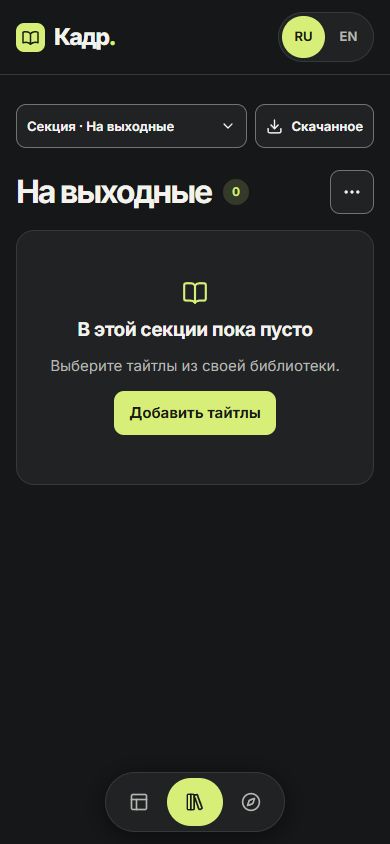 Кадр.
RU EN
Секция · На выходные
Скачанное
На выходные 0
В этой секции пока пусто
Выберите тайтлы из своей библиотеки.
Добавить тайтлы